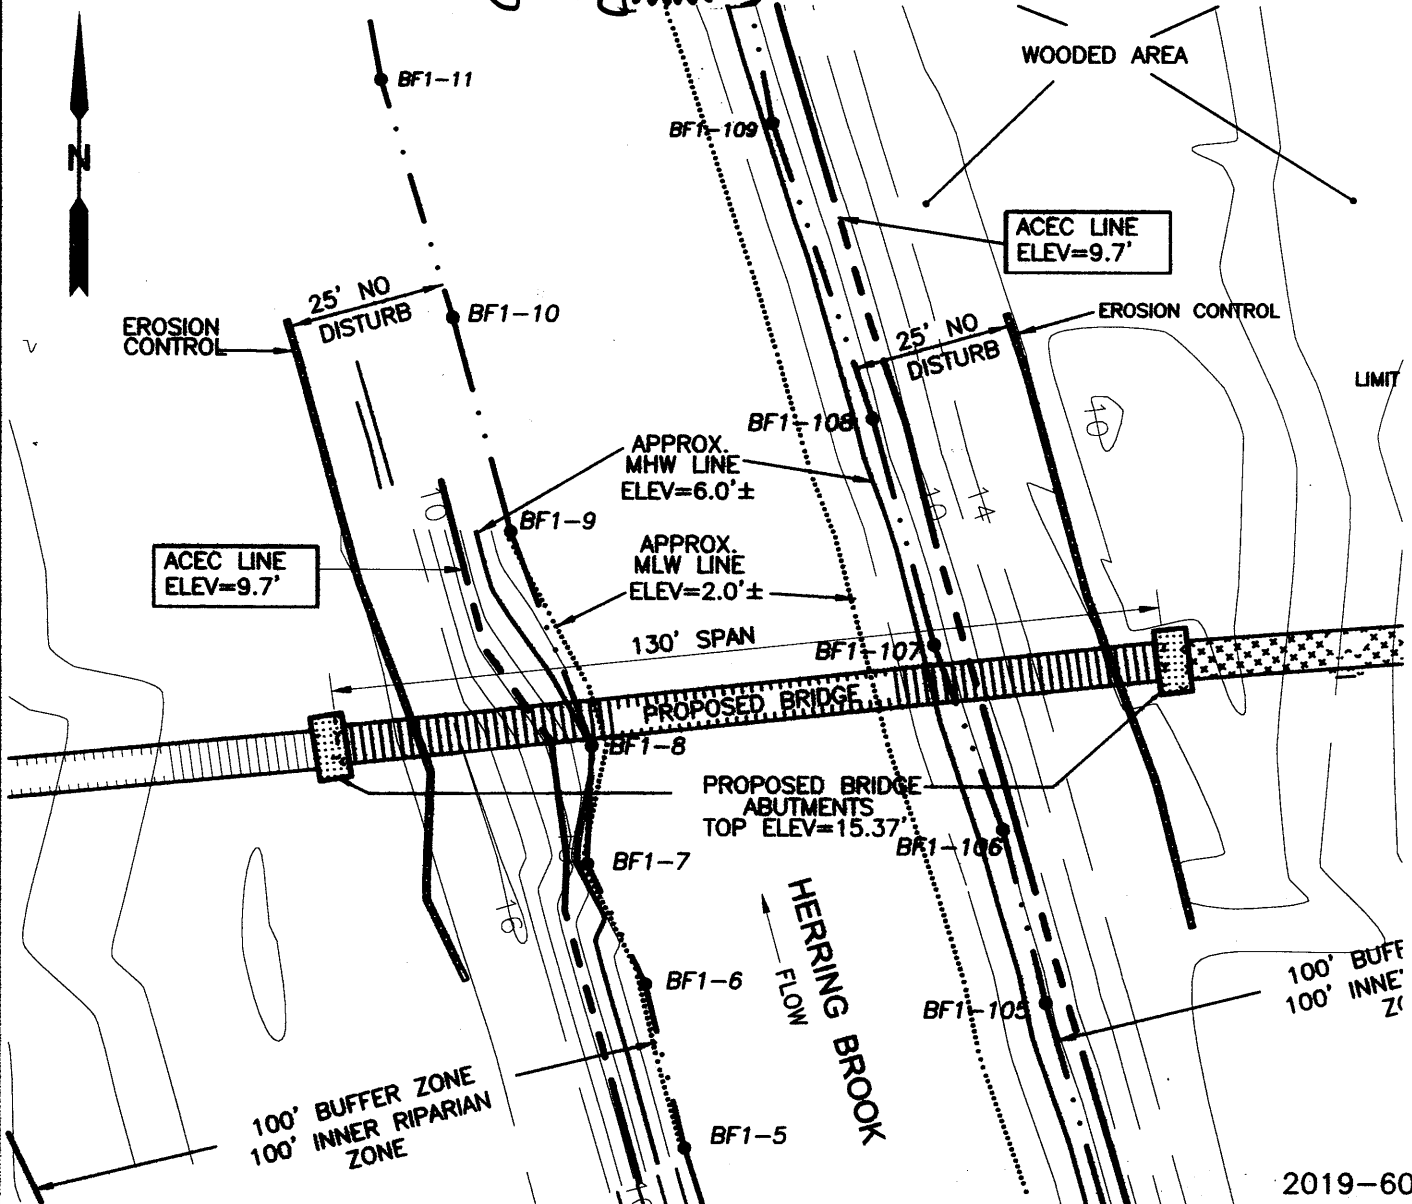 WOODED AREA
BF1-11
BF1-109
N
ACEC LINE
ELEV=9.7'
25' NO
DISTURB
BF1-10
EROSION
CONTROL
EROSION CONTROL
25' NO
DISTURB
LIMIT
BF1-108
10
APPROX.
MHW LINE
ELEV=6.0'±
10
10
14
BF1-9
APPROX.
MLW LINE
ELEV=2.0'±
ACEC LINE
ELEV=9.7'
130' SPAN
BF1-107
PROPOSED BRIDGE
BF1-8
PROPOSED BRIDGE
ABUTMENTS
TOP ELEV=15.37'
BF1-106
BF1-7
16
HERRING BROOK
FLOW
BF1-6
BF1-105
100' BUFF
100' INNE
100' BUFFER ZONE
100' INNER RIPARIAN
ZONE
BF1-5
2019-60